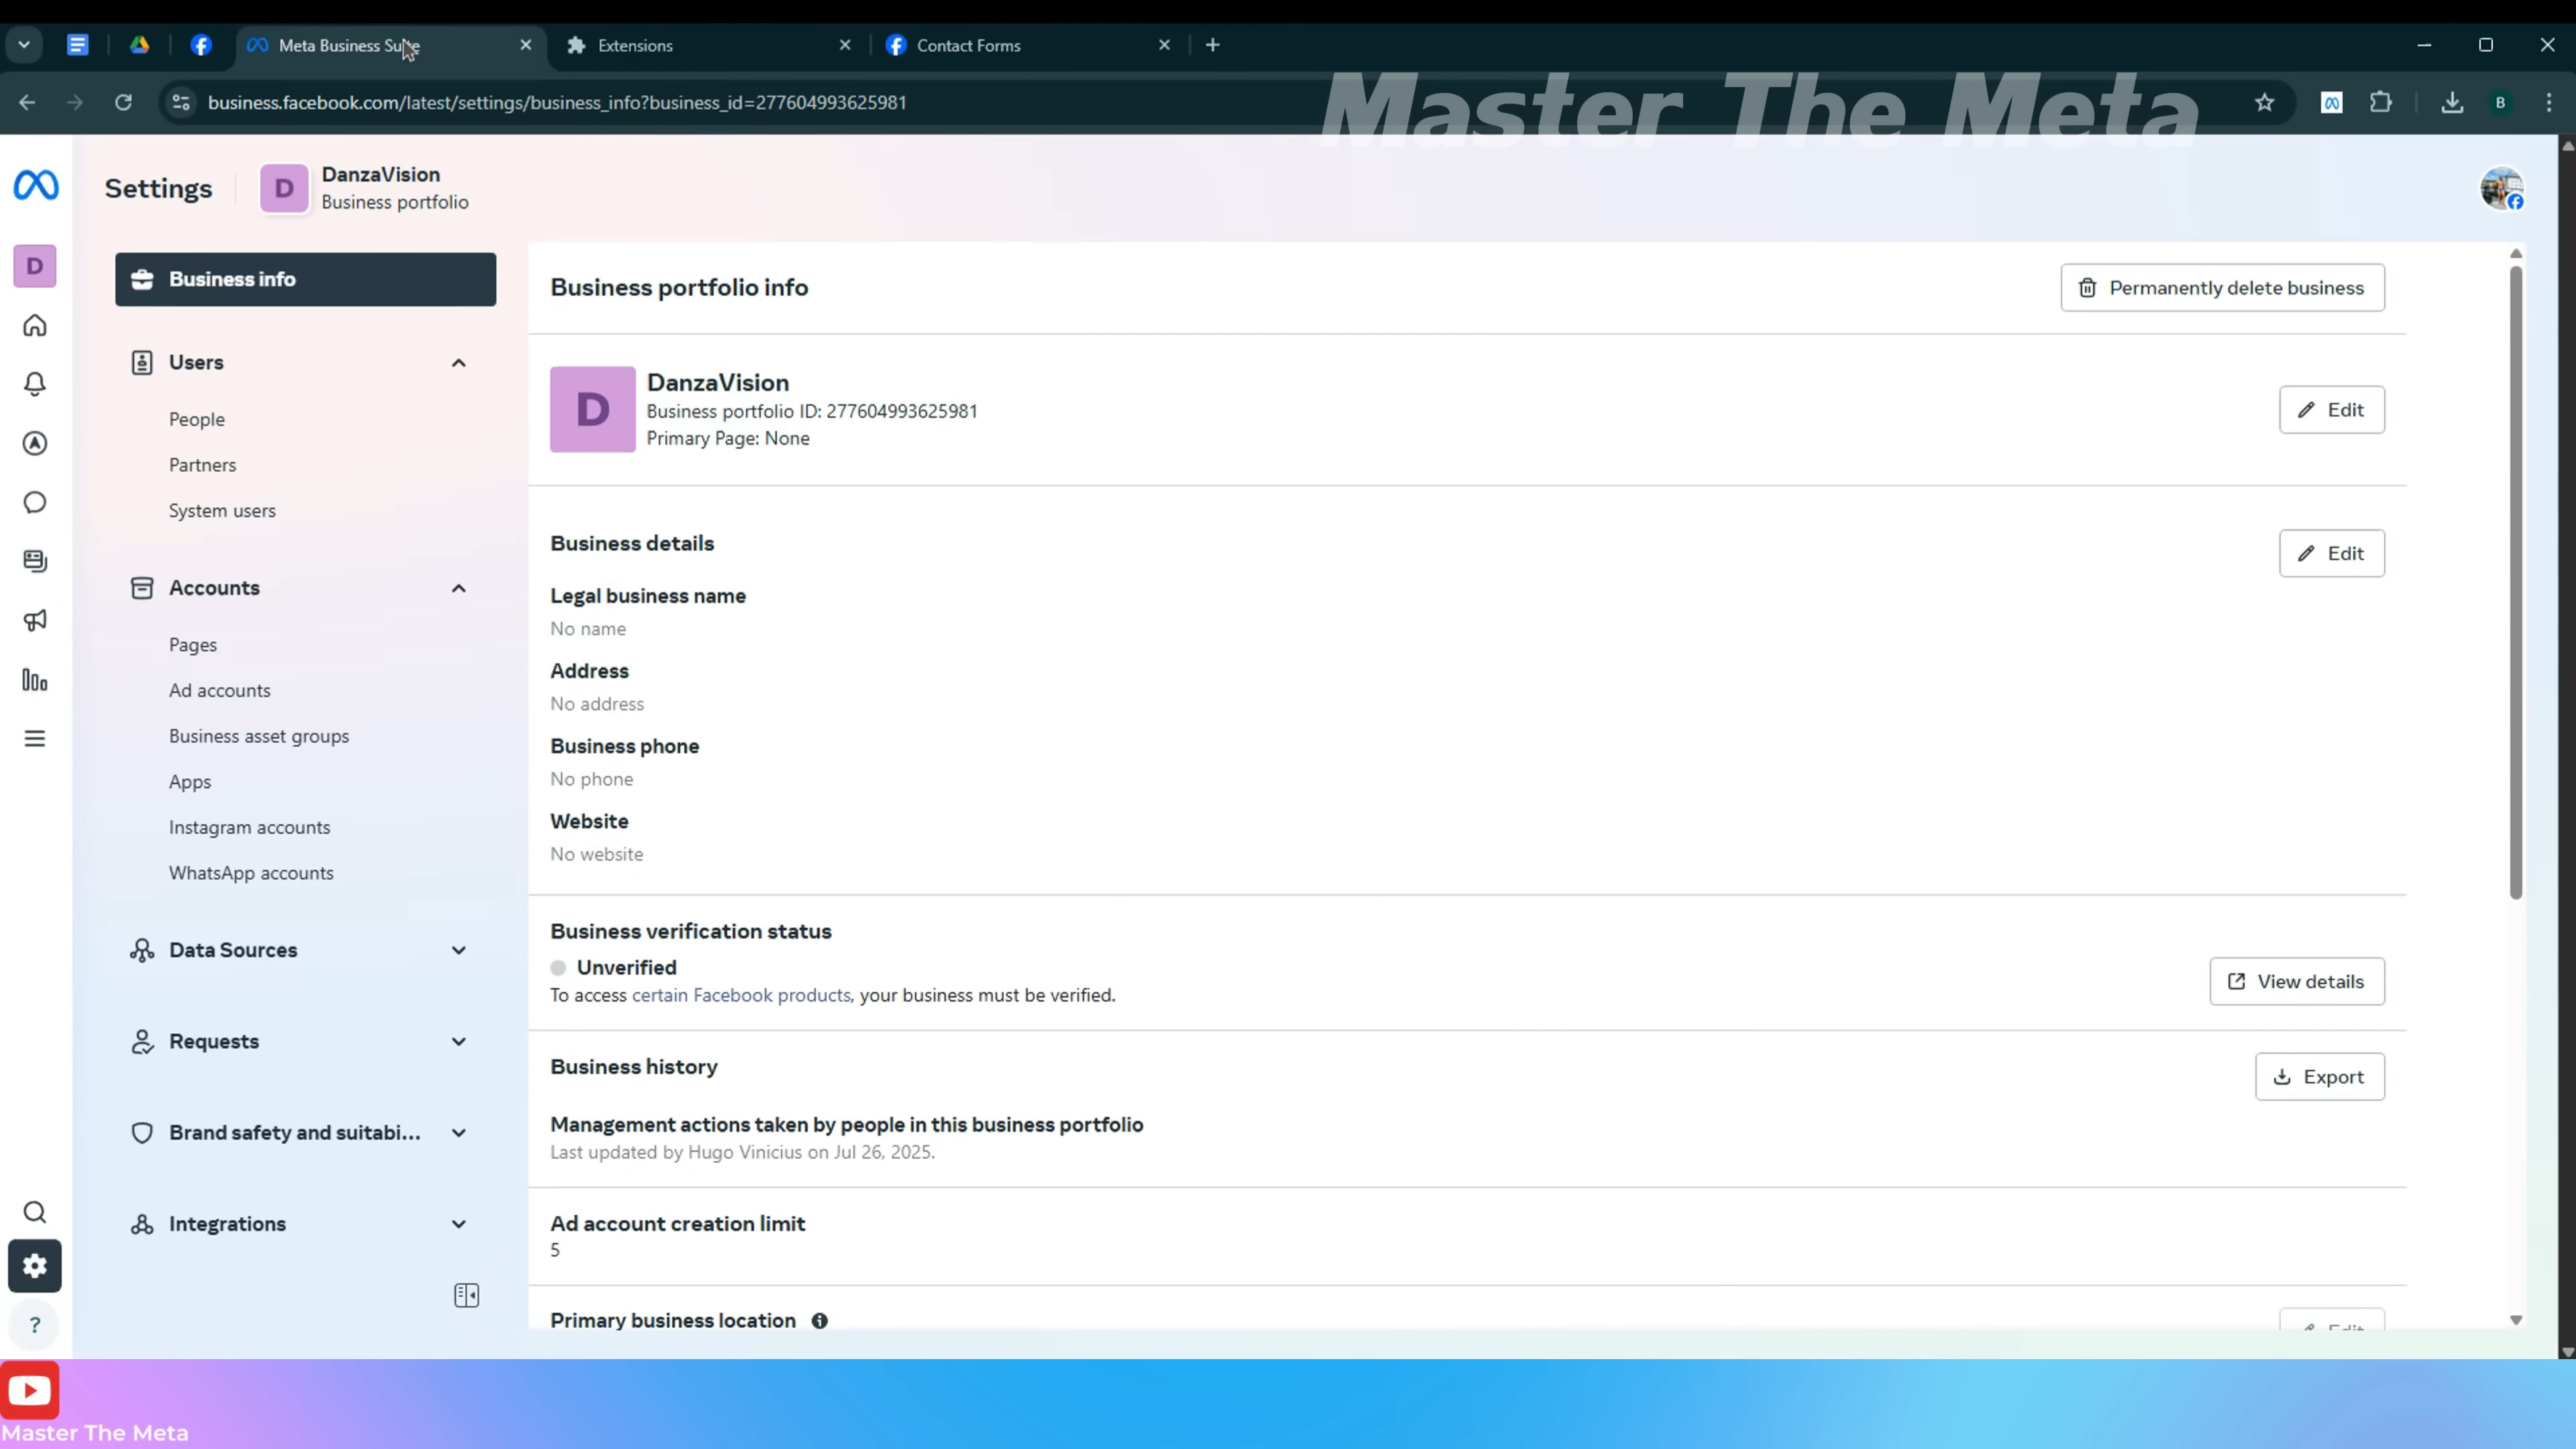 Meta Business Suite
Extensions
Contact Forms
business.facebook.com/latest/settings/business_info?business_id=277604993625981
B
Master The Meta
Settings
D
DanzaVision
Business portfolio
D
Business info
Users
People
Partners
System users
Accounts
Pages
Ad accounts
Business asset groups
Apps
Instagram accounts
WhatsApp accounts
Data Sources
Requests
Brand safety and suitabi...
Integrations
?
Business portfolio info
Permanently delete business
D
DanzaVision
Business portfolio ID: 277604993625981
Primary Page: None
Edit
Business details
Edit
Legal business name
No name
Address
No address
Business phone
No phone
Website
No website
Business verification status
Unverified
To access certain Facebook products, your business must be verified.
View details
Business history
Export
Management actions taken by people in this business portfolio
Last updated by Hugo Vinicius on Jul 26, 2025.
Ad account creation limit
5
Primary business location
Edit
Master The Meta